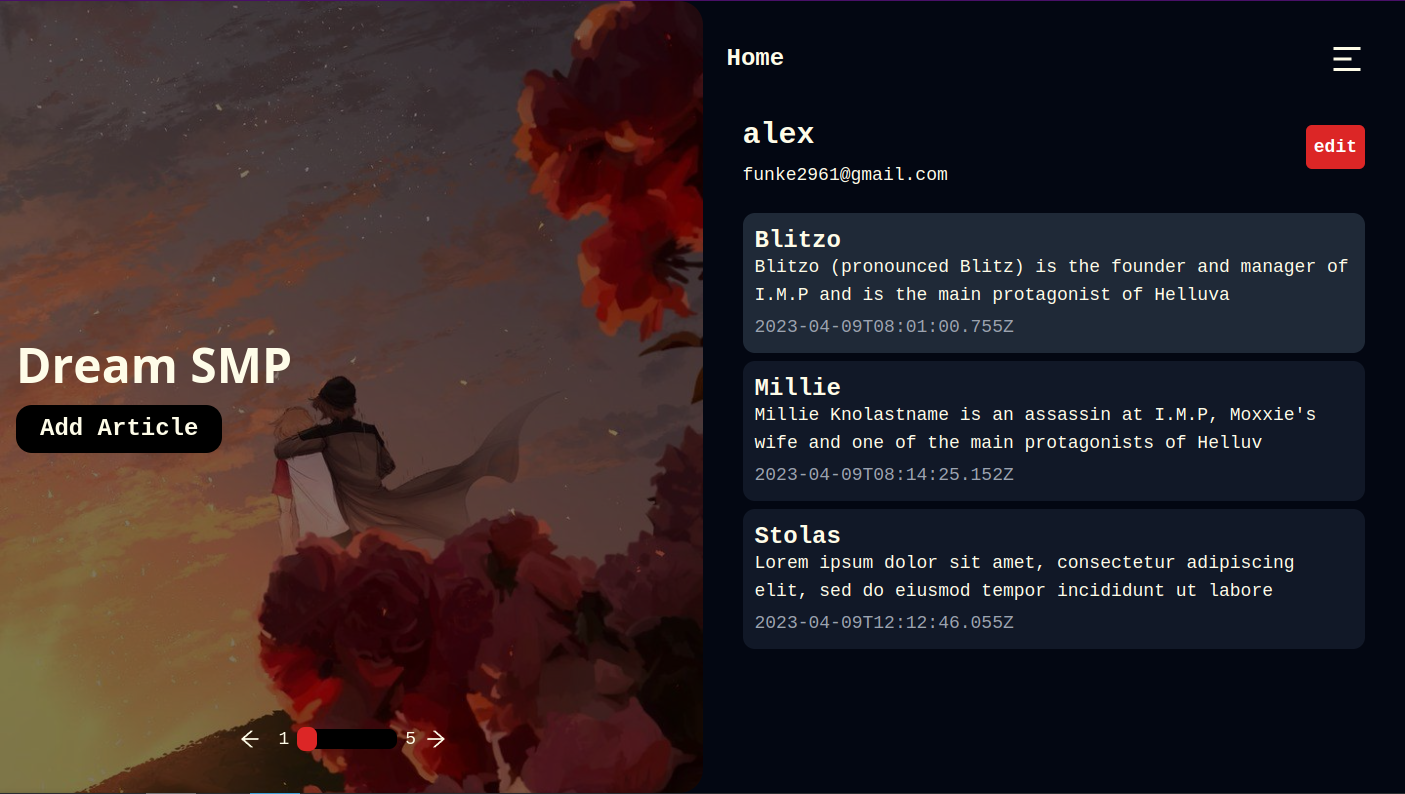 Dream SMP
Add Article
1
5
Home
alex
edit
funke2961@gmail.com
Blitzo
Blitzo (pronounced Blitz) is the founder and manager of
I.M.P and is the main protagonist of Helluva
2023-04-09T08:01:00.755Z
Millie
Millie Knolastname is an assassin at I.M.P, Moxxie's
wife and one of the main protagonists of Helluv
2023-04-09T08:14:25.152Z
Stolas
Lorem ipsum dolor sit amet, consectetur adipiscing
elit, sed do eiusmod tempor incididunt ut labore
2023-04-09T12:12:46.055Z